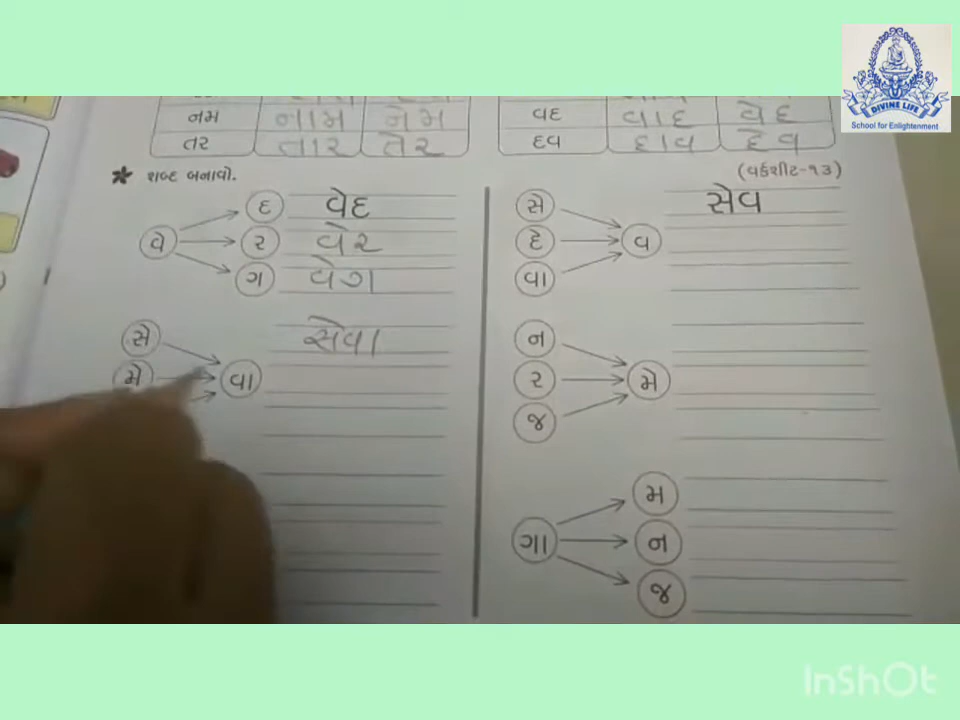 DIVINE LIFE
School for Enlightenment
નમ નામ નેમ
વદ વાદ વેદ
તર તાર તેર
દવ દાવ દેવ
* શબ્દ બનાવો.
(વર્કશીટ-૧૩)
વે
દ વેદ
ર વેર
ગ વેગ
સે
દે
વા
વ
સેવ
સે
મે
વા
સેવા
ન
ર
જ
મે
ગા
મ
ન
જ
InShOt